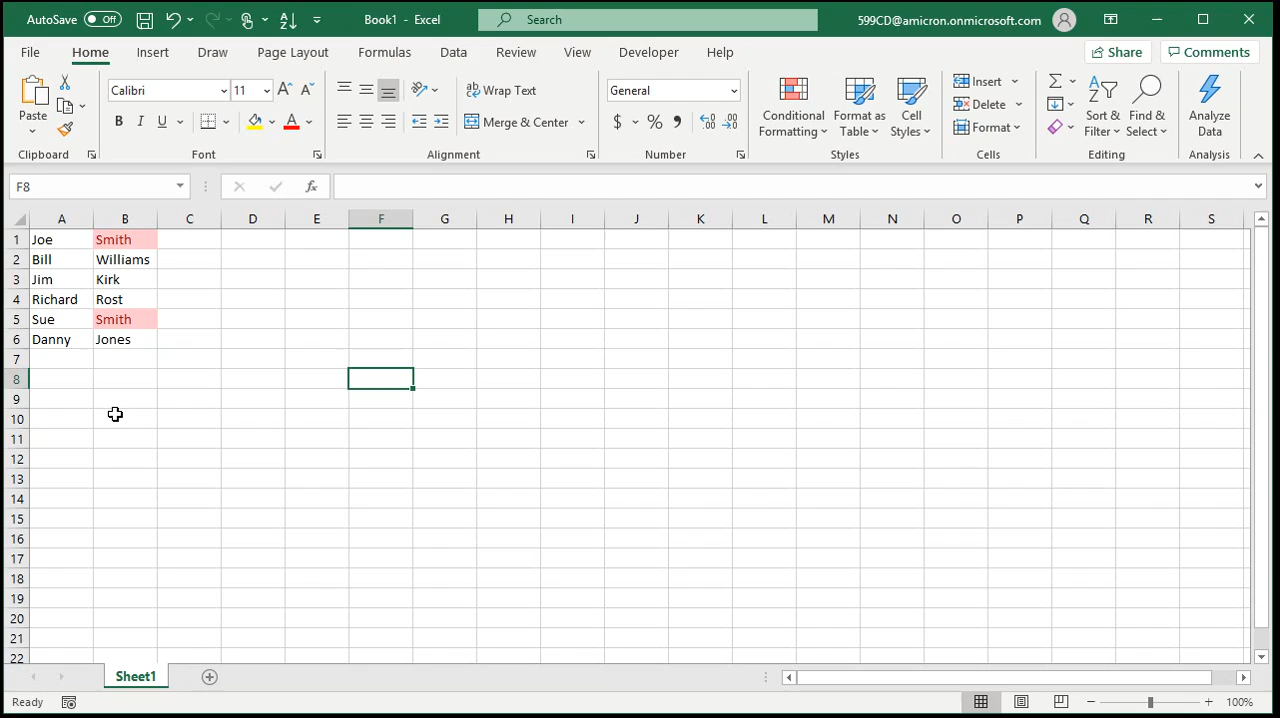 AutoSave Off Book1 - Excel Search 599CD@amicron.onmicrosoft.com
File Home Insert Draw Page Layout Formulas Data Review View Developer Help Share Comments
Paste Calibri 11 Wrap Text General Conditional Formatting Format as Table Cell Styles Insert Sort & Filter Find & Select Analyze Data
B I U Merge & Center $ % Delete
Format
Clipboard Font Alignment Number Styles Cells Editing Analysis
F8 fx
A B C D E F G H I J K L M N O P Q R S
1 Joe Smith
2 Bill Williams
3 Jim Kirk
4 Richard Rost
5 Sue Smith
6 Danny Jones
7
8
9
10
11
12
13
14
15
16
17
18
19
20
21
22
Sheet1
Ready 100%